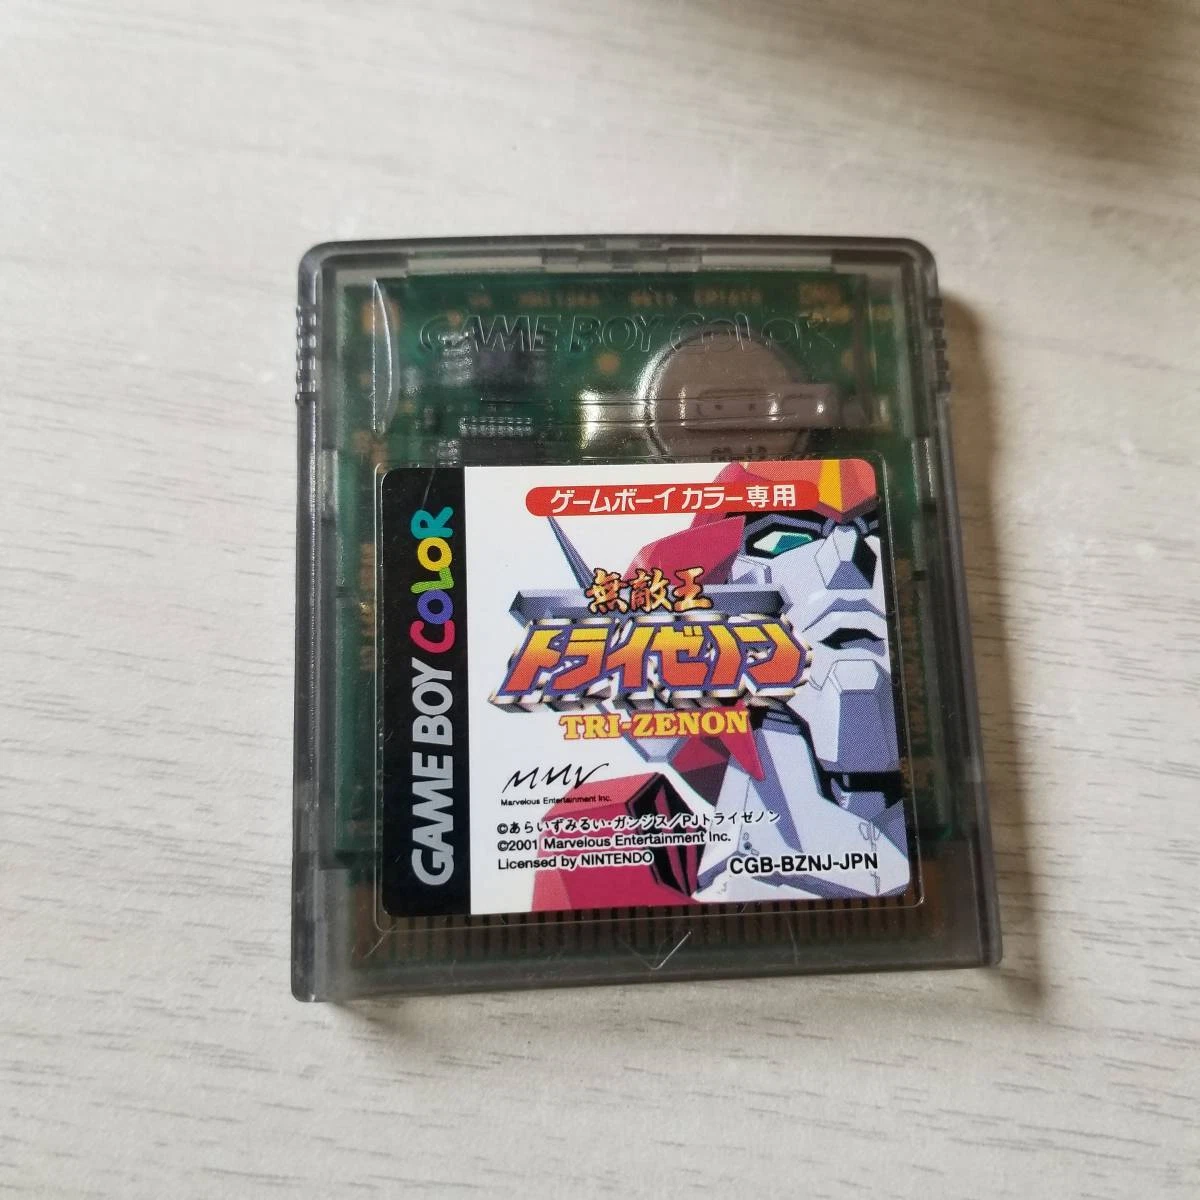 GAME BOY COLOR
GAME BOY COLOR
ゲームボーイカラー専用
無敵王
トライゼノン
TRI-ZENON
MMV
Marvelous Entertainment Inc.
©あらいずみるい・ガンジス/PJトライゼノン
©2001 Marvelous Entertainment Inc.
Licensed by NINTENDO
CGB-BZNJ-JPN